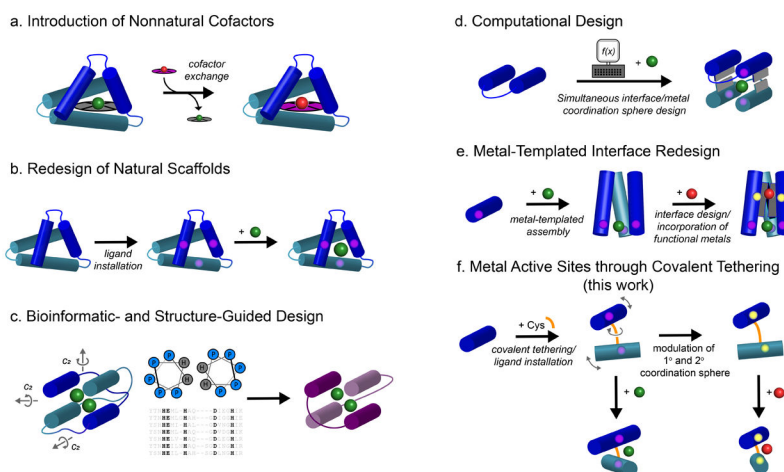 a. Introduction of Nonnatural Cofactors
cofactor
exchange
b. Redesign of Natural Scaffolds
ligand
installation
+
c. Bioinformatic- and Structure-Guided Design
C₂
C₂
C₂
P
P
P
P
P
H
H
P
P
P
P
P
H
H
HE H D H
d. Computational Design
f(x)
+
Simultaneous interface/metal
coordination sphere design
e. Metal-Templated Interface Redesign
+
metal-templated
assembly
+
interface design/
incorporation of
functional metals
f. Metal Active Sites through Covalent Tethering
(this work)
+ Cys
covalent tethering/
ligand installation
modulation of
1º and 2º
coordination sphere
+
+